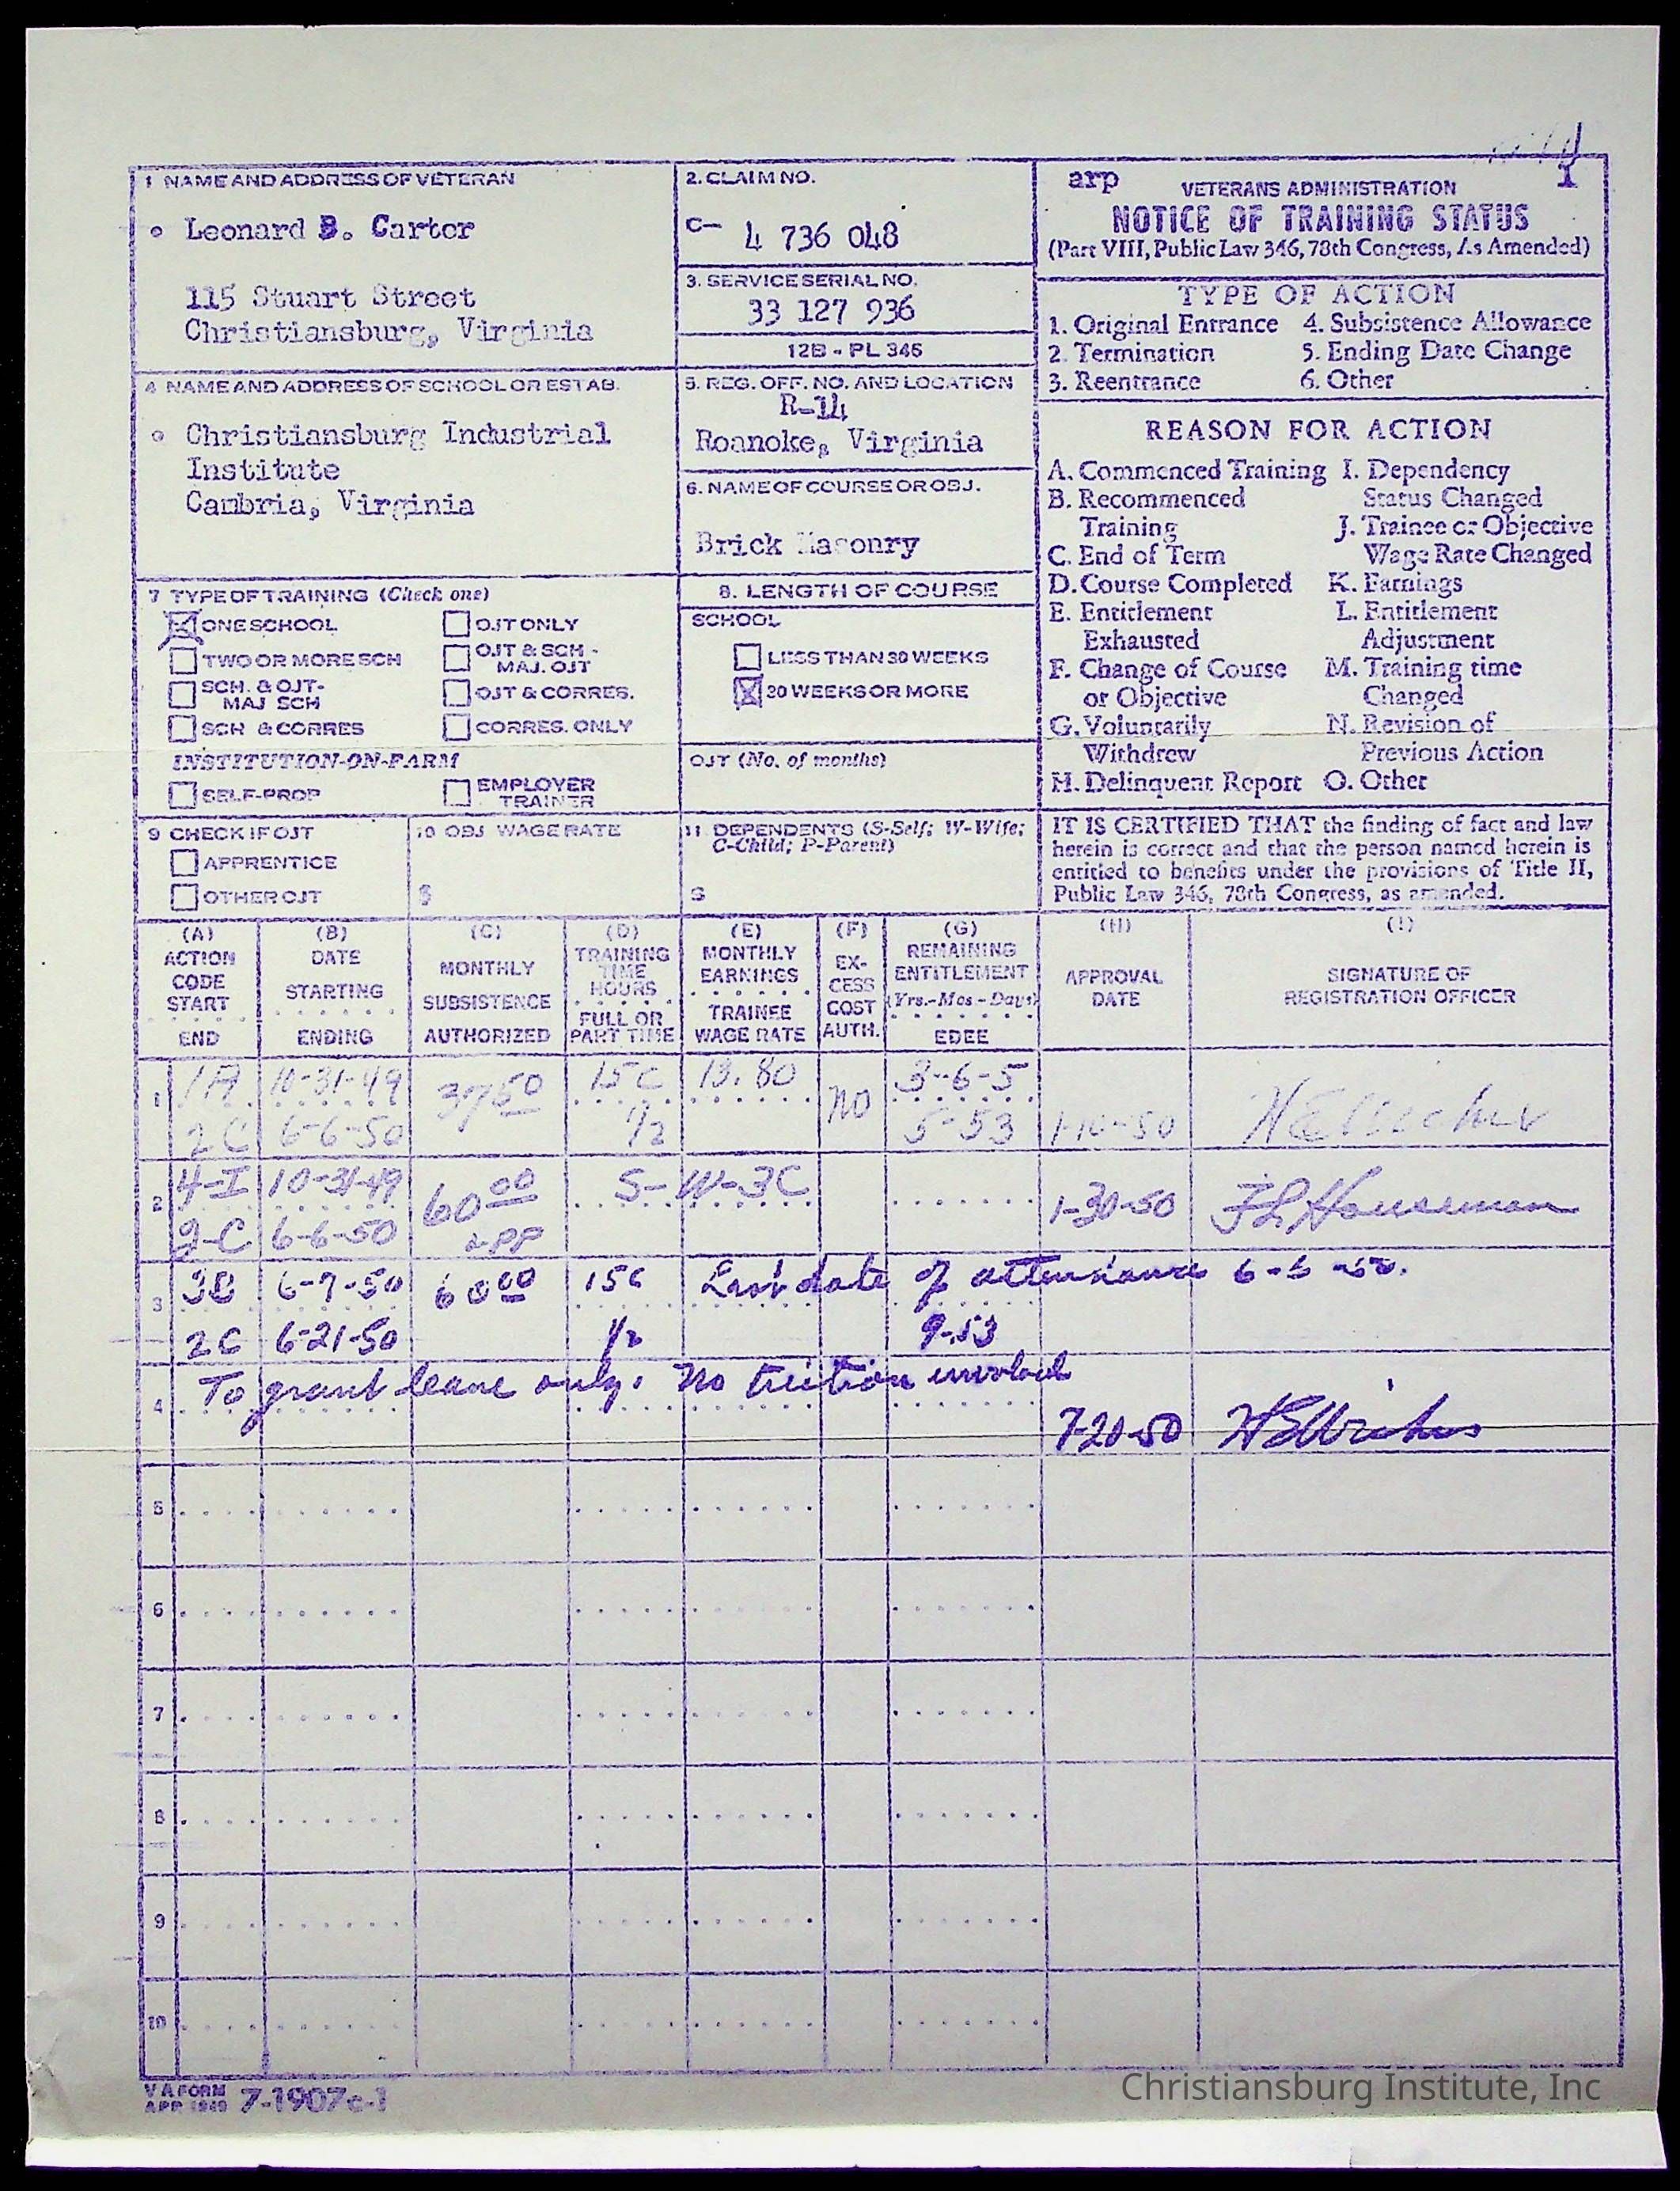 1 NAME AND ADDRESS OF VETERAN
Leonard B. Carter
115 Stuart Street
Christiansburg, Virginia
2. CLAIM NO.
C- 4 736 048
3. SERVICE SERIAL NO.
33 127 936
12B - PL 346
arp 1
VETERANS ADMINISTRATION
NOTICE OF TRAINING STATUS
(Part VIII, Public Law 346, 78th Congress, As Amended)
TYPE OF ACTION
1. Original Entrance 4. Subsistence Allowance
2. Termination 5. Ending Date Change
3. Reentrance 6. Other
4 NAME AND ADDRESS OF SCHOOL OR ESTAB.
Christiansburg Industrial
Institute
Cambria, Virginia
5. REG. OFF. NO. AND LOCATION
R-14
Roanoke, Virginia
6. NAME OF COURSE OR OBJ.
Brick Masonry
REASON FOR ACTION
A. Commenced Training I. Dependency
B. Recommenced Status Changed
Training J. Trainee or Objective
C. End of Term Wage Rate Changed
D. Course Completed K. Earnings
E. Entitlement L. Entitlement
Exhausted Adjustment
F. Change of Course M. Training time
or Objective Changed
G. Voluntarily N. Revision of
Withdrew Previous Action
H. Delinquent Report O. Other
7 TYPE OF TRAINING (Check one)
ONE SCHOOL OJT ONLY
TWO OR MORE SCH OJT & SCH -
MAJ. OJT
SCH. & OJT- OJT & CORRES.
MAJ SCH
SCH & CORRES CORRES. ONLY
INSTITUTION-ON-FARM
SELF-PROP EMPLOYER
TRAINER
8. LENGTH OF COURSE
SCHOOL
LESS THAN 30 WEEKS
30 WEEKS OR MORE
OJT (No. of months)
9 CHECK IF OJT
APPRENTICE
OTHER OJT
10 OBJ WAGE RATE
$
11. DEPENDENTS (S-Self; W-Wife;
C-Child; P-Parent)
S
IT IS CERTIFIED THAT the finding of fact and law
herein is correct and that the person named herein is
entitled to benefits under the provisions of Title II,
Public Law 346, 78th Congress, as amended.
(A) (B) (C) (D) (E) (F) (G) (H) (I)
ACTION CODE START END
DATE STARTING ENDING
MONTHLY SUBSISTENCE AUTHORIZED
TRAINING TIME HOURS FULL OR PART TIME
MONTHLY EARNINGS TRAINEE WAGE RATE
EX-CESS COST AUTH.
REMAINING ENTITLEMENT (Yrs.-Mos-Days) EDEE
APPROVAL DATE
SIGNATURE OF REGISTRATION OFFICER
1 1A 10-31-49 37 50 15C 13.80 NO 3-6-5
2C 6-6-50 1/2 5-53 1-10-50
2 4-I 10-31-49 60 00 S-W-3C
2-C 6-6-50 app 1-30-50 F L Houseman
3 3B 6-7-50 60 00 15C Last date of attendance 6-5-50.
2C 6-21-50 1/2 9-53
4 To grant leave only. No tuition involved
7-20-50
5
6
7
8
9
10
VA FORM
APR 1949 7-1907c-1
Christiansburg Institute, Inc